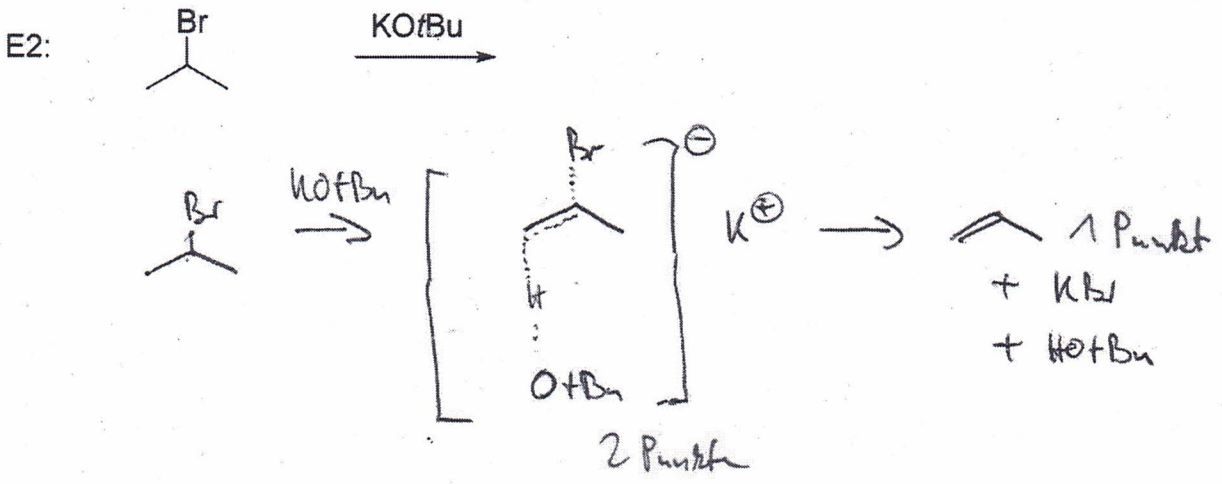 E2:
Br
KOtBu
Br
KOtBu
Br
⊖
H
OtBu
K⊕
1 Punkt
+ KBr
+ HOtBu
2 Punkte